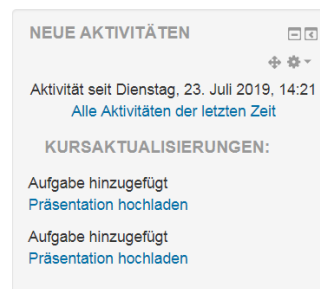 NEUE AKTIVITÄTEN
Aktivität seit Dienstag, 23. Juli 2019, 14:21
Alle Aktivitäten der letzten Zeit
KURSAKTUALISIERUNGEN:
Aufgabe hinzugefügt
Präsentation hochladen
Aufgabe hinzugefügt
Präsentation hochladen